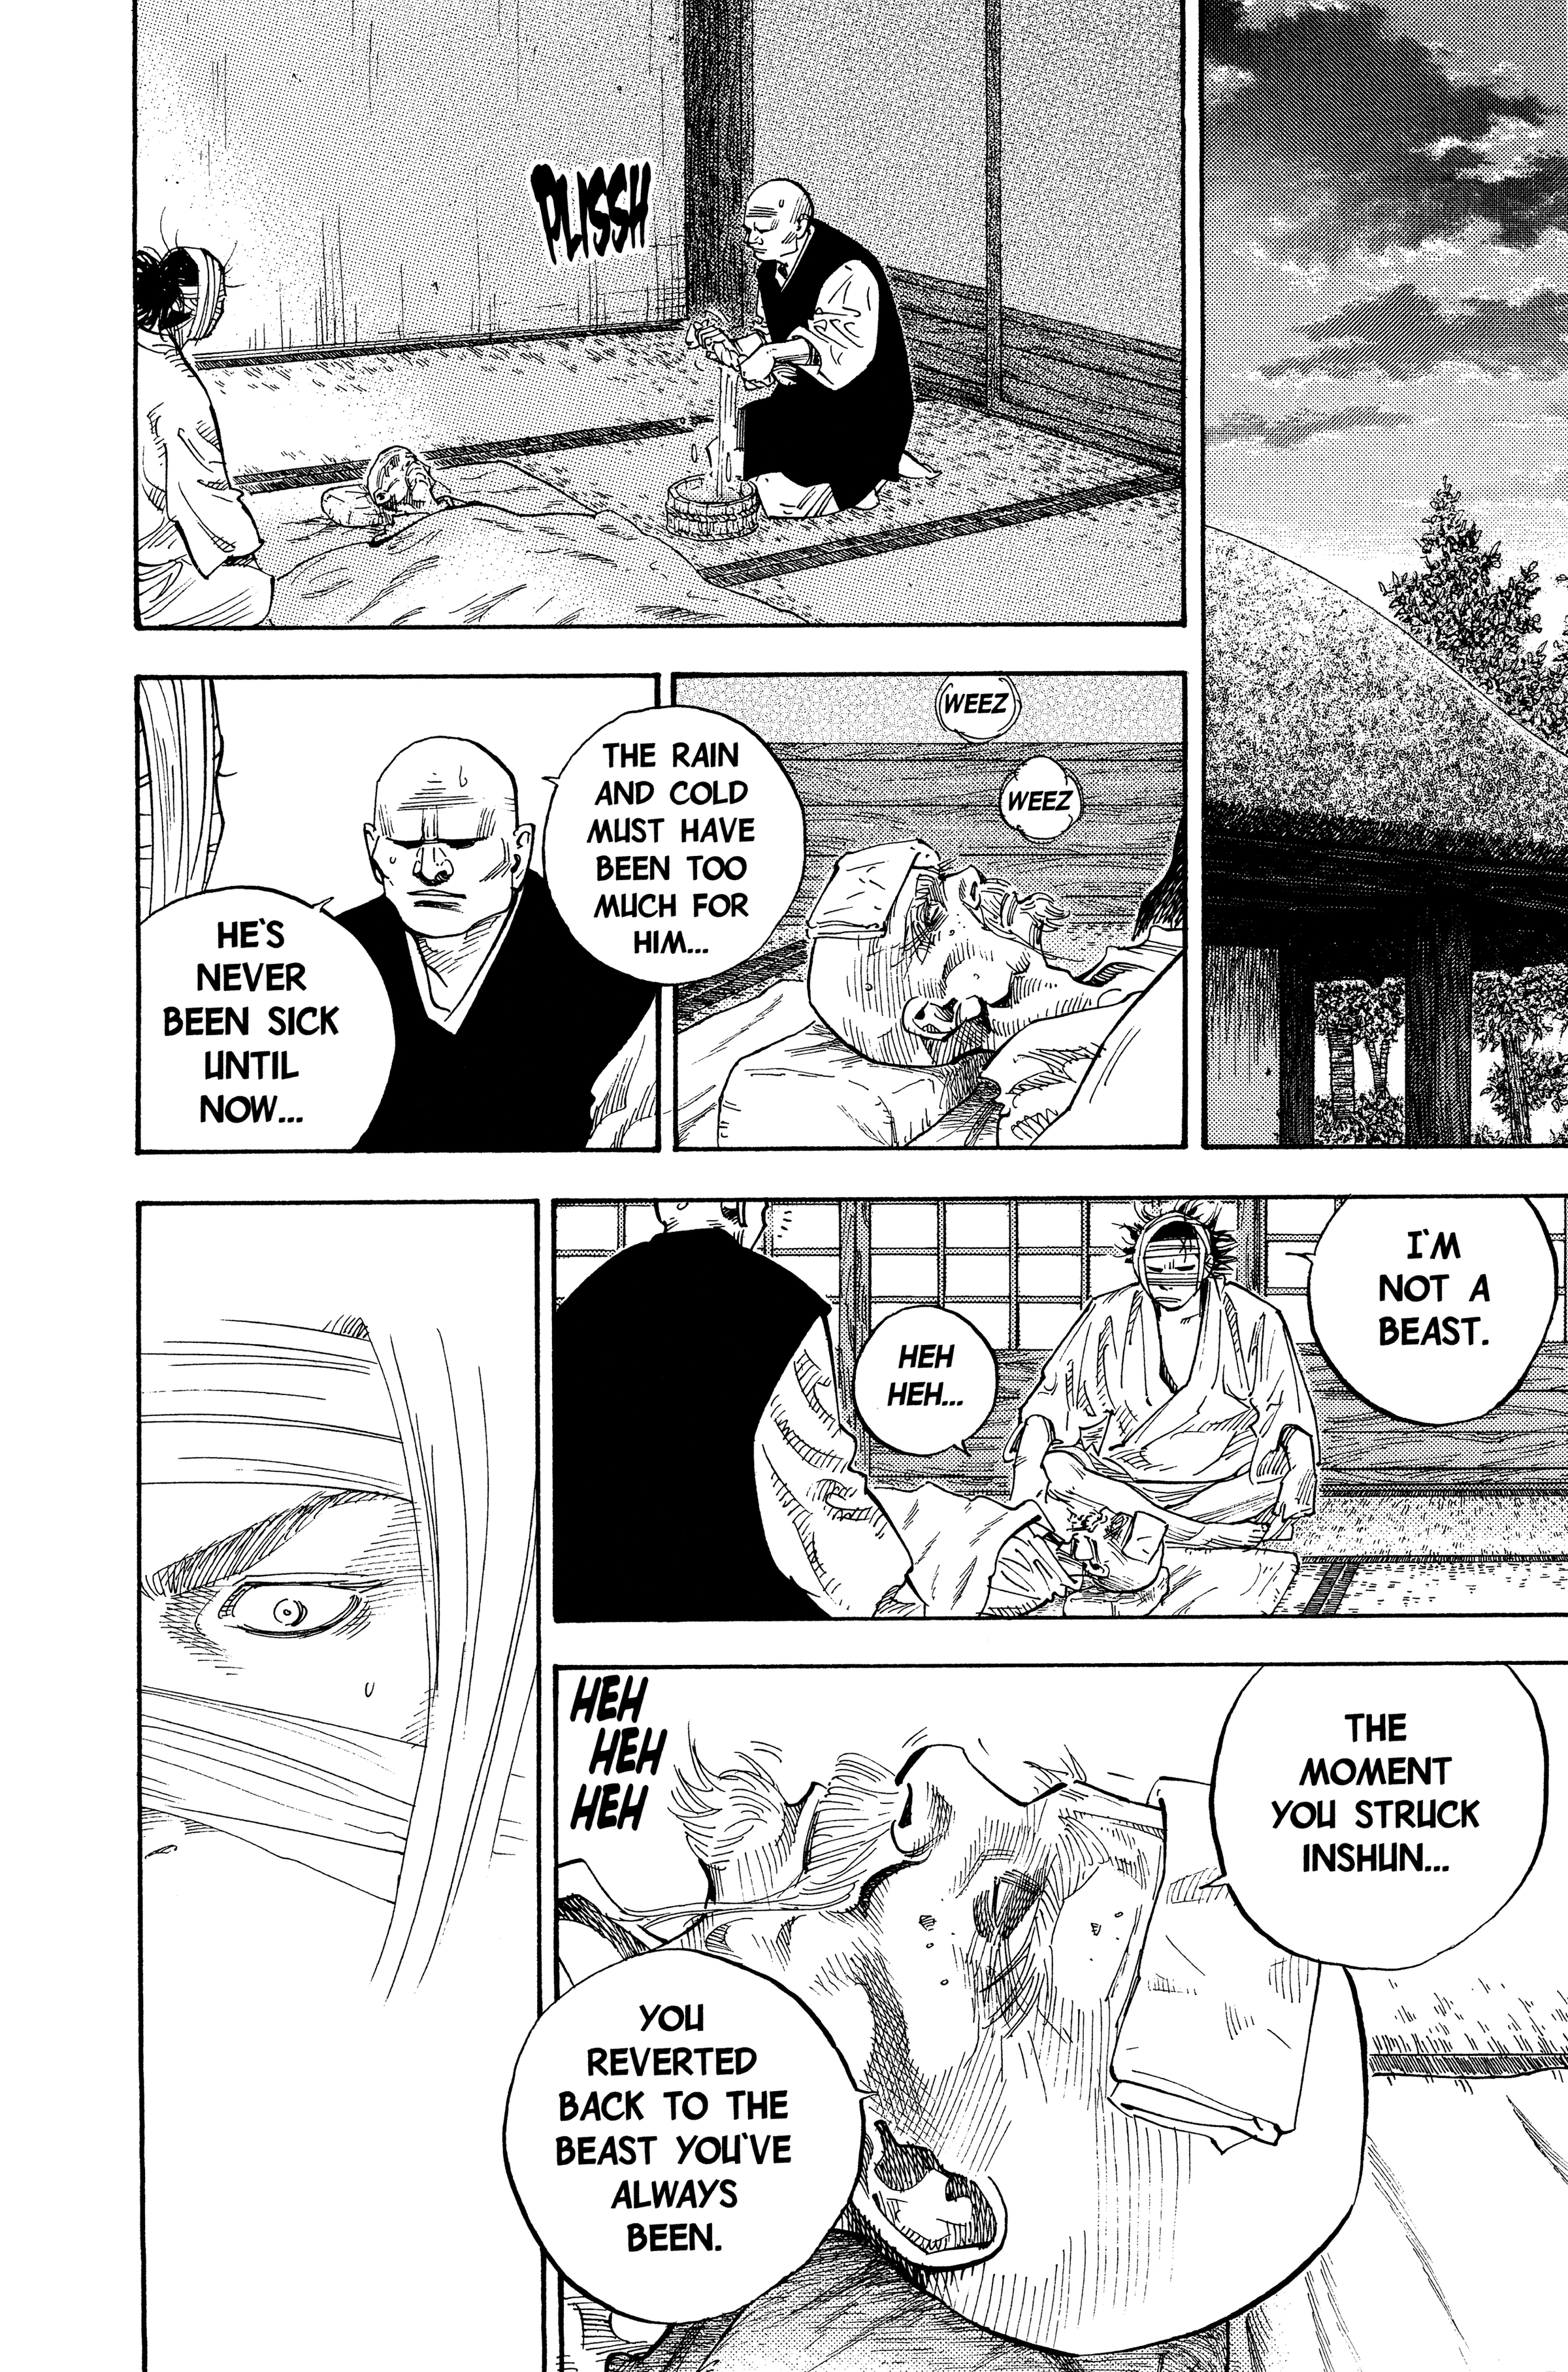 PLISSH
WEEZ
WEEZ
THE RAIN
AND COLD
MUST HAVE
BEEN TOO
MUCH FOR
HIM...
HE'S
NEVER
BEEN SICK
UNTIL
NOW...
I'M
NOT A
BEAST.
HEH
HEH...
THE
MOMENT
YOU STRUCK
INSHUN...
HEH
HEH
HEH
YOU
REVERTED
BACK TO THE
BEAST YOU'VE
ALWAYS
BEEN.